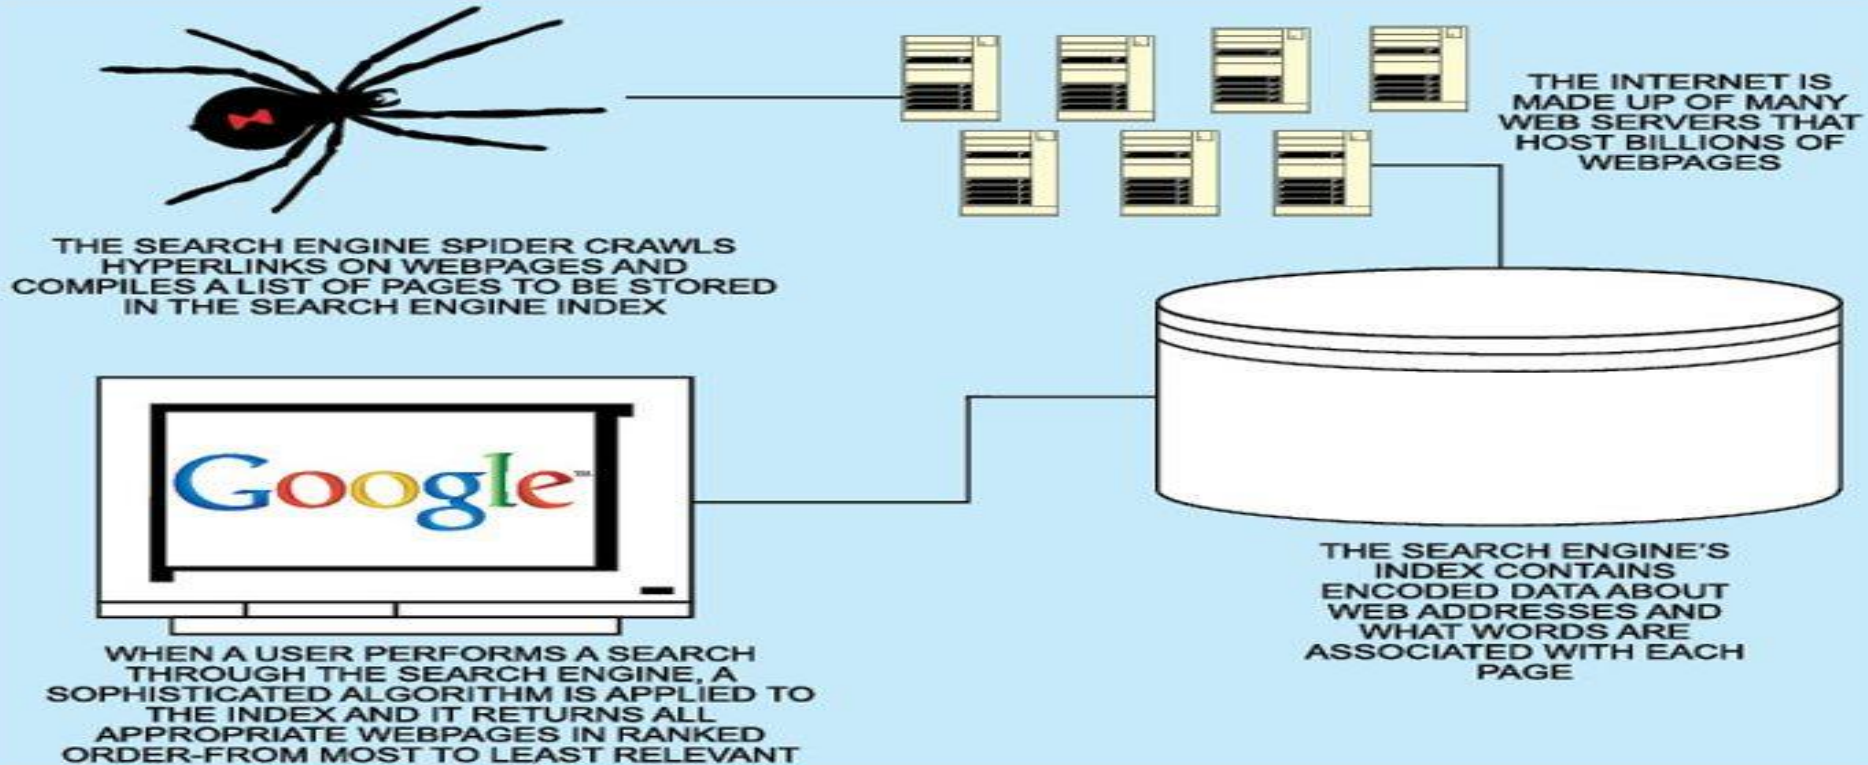 THE SEARCH ENGINE SPIDER CRAWLS
HYPERLINKS ON WEBPAGES AND
COMPILES A LIST OF PAGES TO BE STORED
IN THE SEARCH ENGINE INDEX
THE INTERNET IS
MADE UP OF MANY
WEB SERVERS THAT
HOST BILLIONS OF
WEBPAGES
THE SEARCH ENGINE'S
INDEX CONTAINS
ENCODED DATA ABOUT
WEB ADDRESSES AND
WHAT WORDS ARE
ASSOCIATED WITH EACH
PAGE
Google™
WHEN A USER PERFORMS A SEARCH
THROUGH THE SEARCH ENGINE, A
SOPHISTICATED ALGORITHM IS APPLIED TO
THE INDEX AND IT RETURNS ALL
APPROPRIATE WEBPAGES IN RANKED
ORDER-FROM MOST TO LEAST RELEVANT